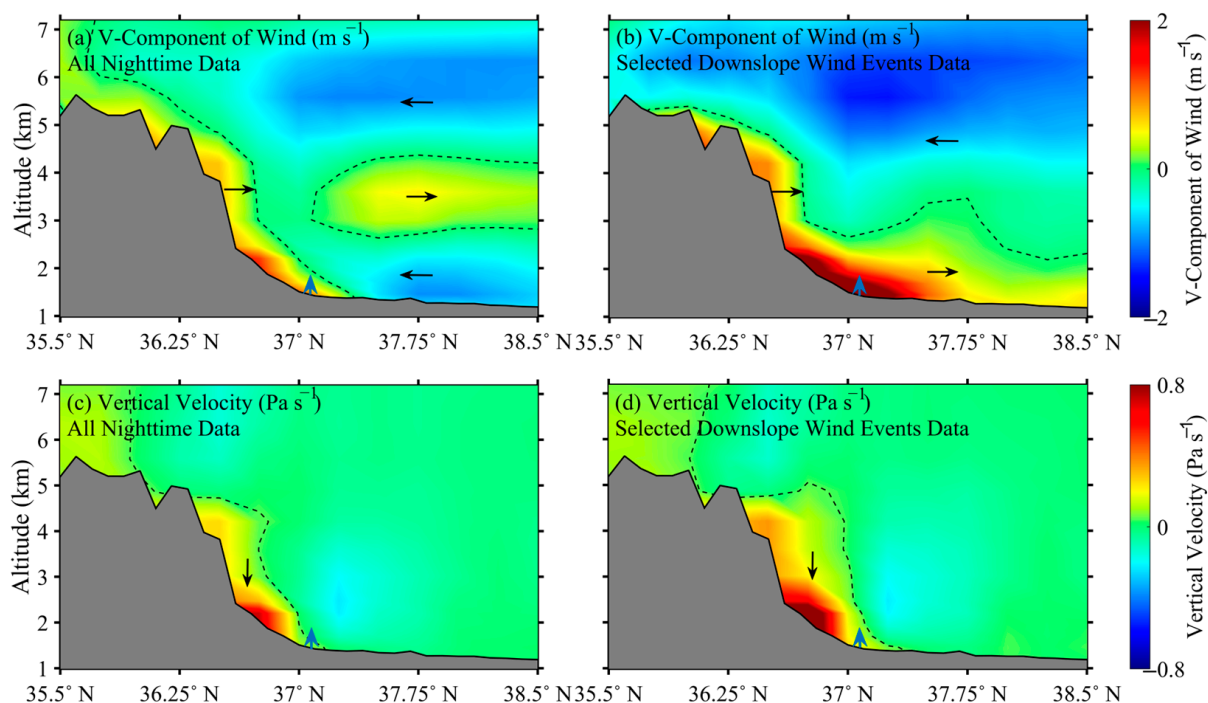 (a) V-Component of Wind (m s⁻¹)
All Nighttime Data
(b) V-Component of Wind (m s⁻¹)
Selected Downslope Wind Events Data
Altitude (km)
7
6
5
4
3
2
1
35.5° N 36.25° N 37° N 37.75° N 38.5° N
35.5° N 36.25° N 37° N 37.75° N 38.5° N
2
0
−2
V-Component of Wind (m s⁻¹)
(c) Vertical Velocity (Pa s⁻¹)
All Nighttime Data
(d) Vertical Velocity (Pa s⁻¹)
Selected Downslope Wind Events Data
Altitude (km)
7
6
5
4
3
2
1
35.5° N 36.25° N 37° N 37.75° N 38.5° N
35.5° N 36.25° N 37° N 37.75° N 38.5° N
0.8
0
−0.8
Vertical Velocity (Pa s⁻¹)